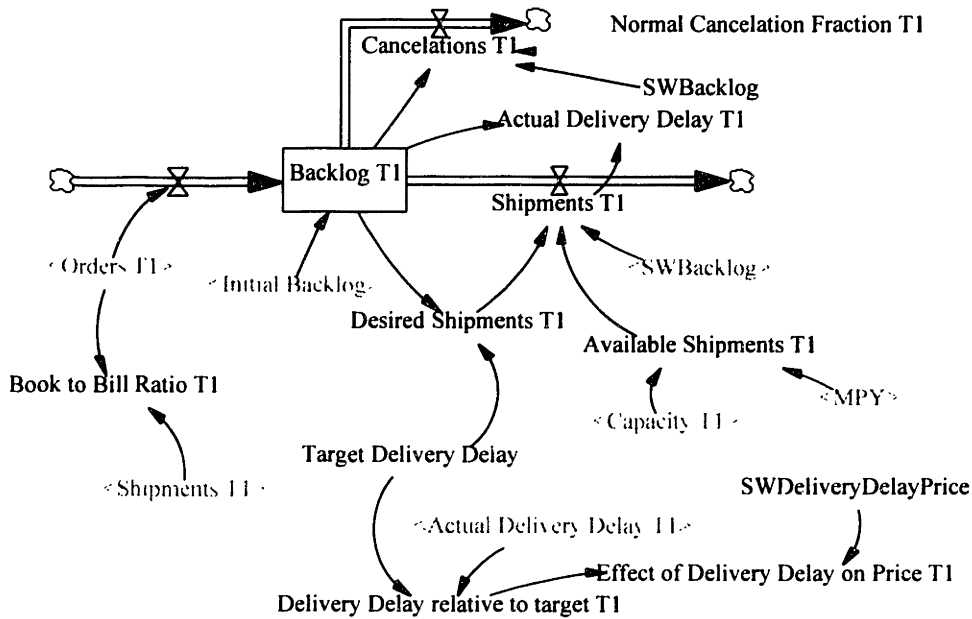 Normal Cancelation Fraction T1
Cancelations T1
SWBacklog
Actual Delivery Delay T1
Backlog T1
Shipments T1
<Orders T1>
<Initial Backlog>
<SWBacklog>
Desired Shipments T1
Available Shipments T1
Book to Bill Ratio T1
<MPY>
<Capacity T1>
Target Delivery Delay
<Shipments T1>
SWDeliveryDelayPrice
<Actual Delivery Delay T1>
Effect of Delivery Delay on Price T1
Delivery Delay relative to target T1